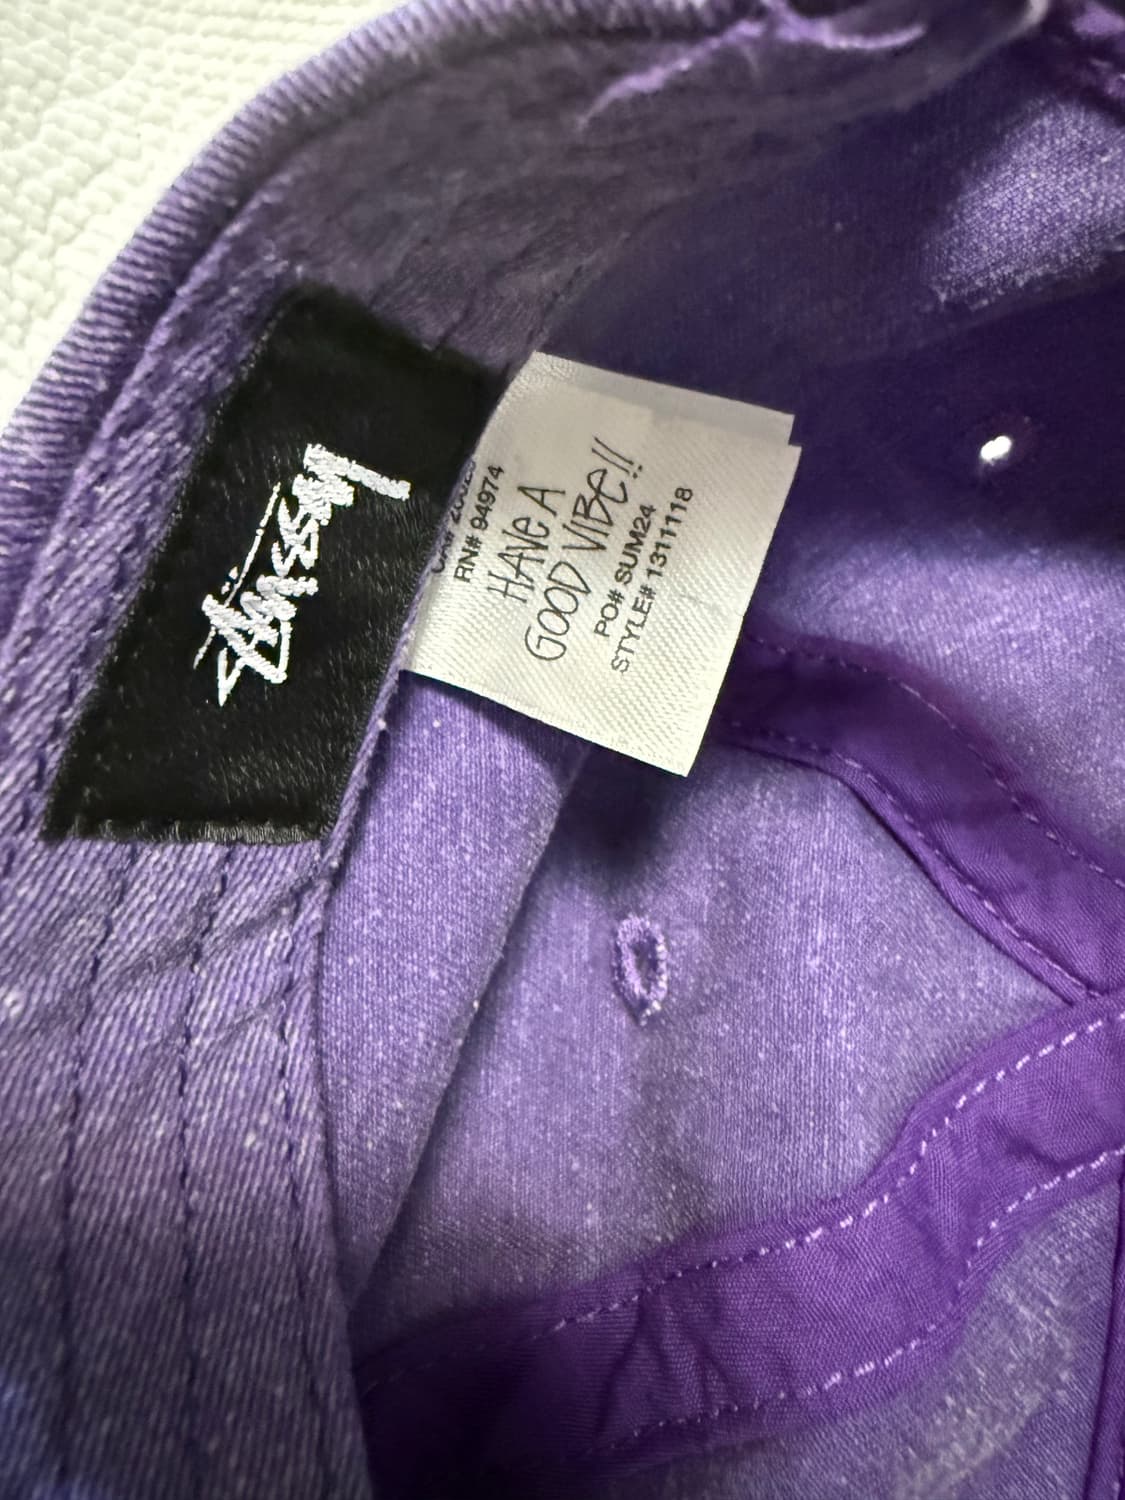 Stüssy
RN# 94974
HAVE A
GOOD VIBE!!
PO# SUM24
STYLE# 1311118